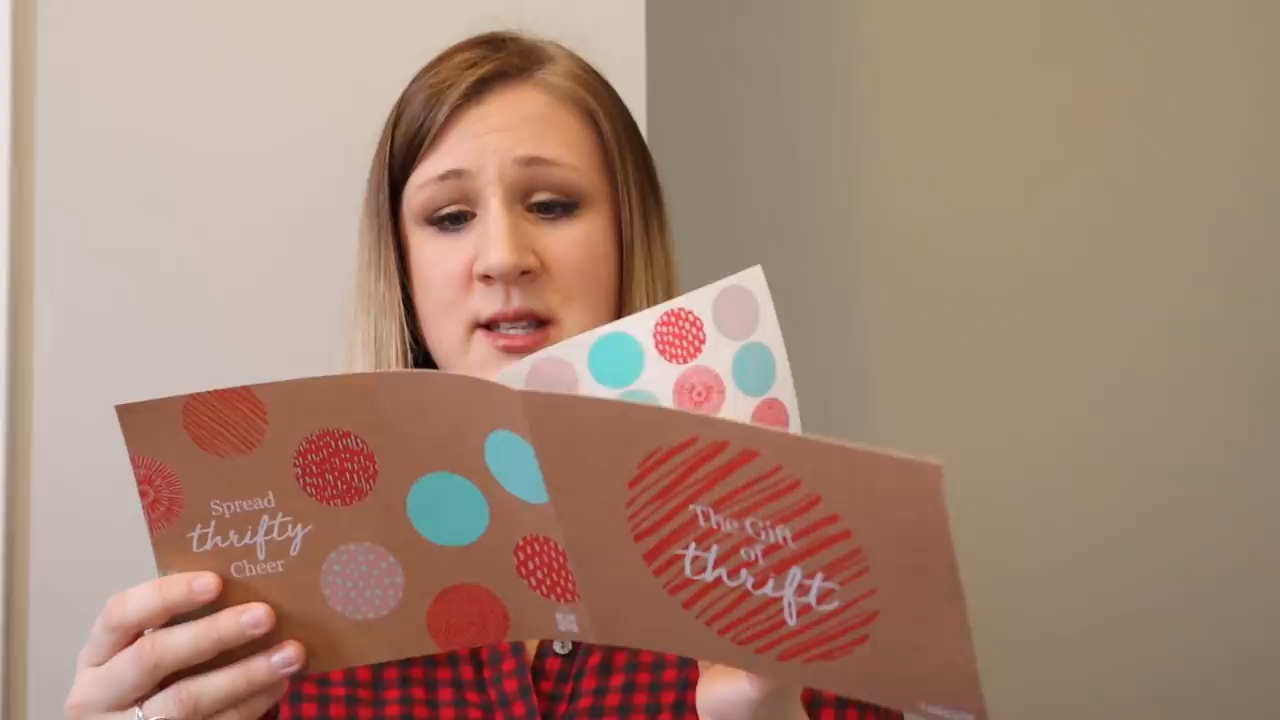 Spread
thrifty
Cheer
The Gift
of
thrift